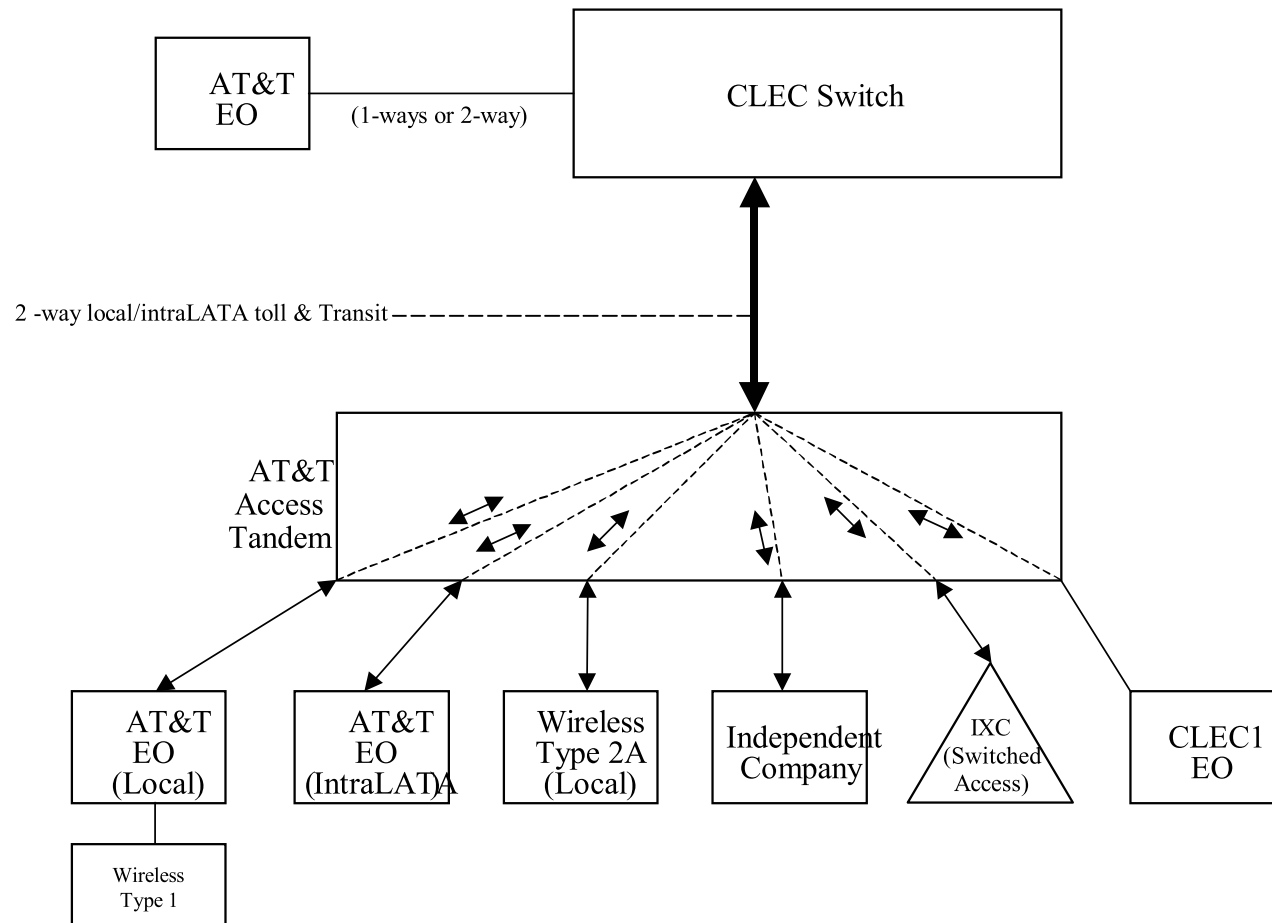 AT&T
EO
(1-ways or 2-way)
CLEC Switch
2 -way local/intraLATA toll & Transit
AT&T
Access
Tandem
AT&T
EO
(Local)
AT&T
EO
(IntraLATA)
Wireless
Type 2A
(Local)
Independent
Company
IXC
(Switched
Access)
CLEC1
EO
Wireless
Type 1